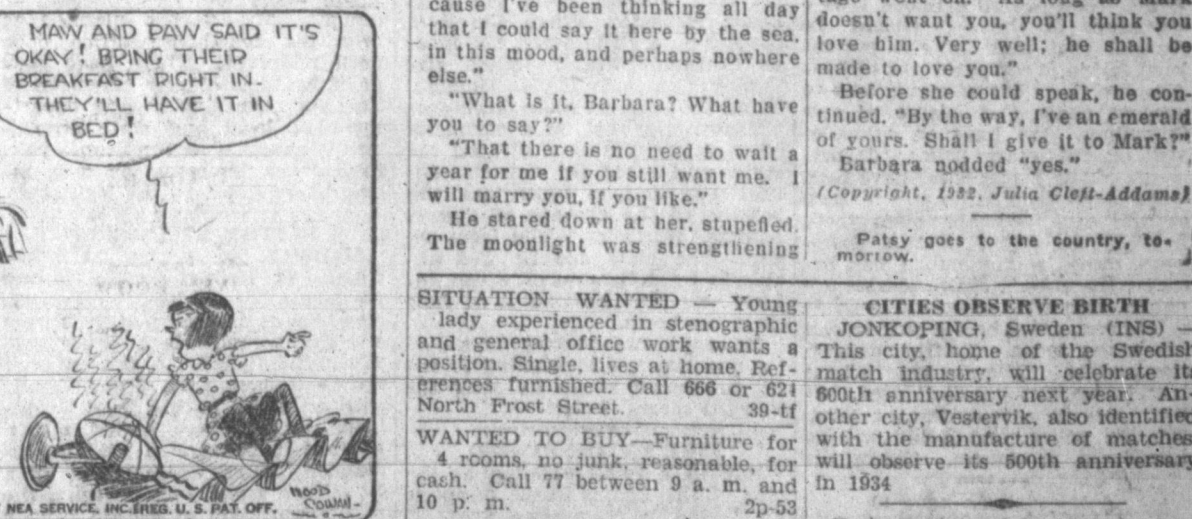 MAW AND PAW SAID IT'S
OKAY! BRING THEIR
BREAKFAST RIGHT IN.
THEY'LL HAVE IT IN
BED!
NEA SERVICE, INC. REG. U. S. PAT. OFF.
cause I've been thinking all day
that I could say it here by the sea,
in this mood, and perhaps nowhere
else."
"What is it, Barbara? What have
you to say?"
"That there is no need to wait a
year for me if you still want me. I
will marry you, if you like."
He stared down at her, stupefied.
The moonlight was strengthening
SITUATION WANTED — Young
lady experienced in stenographic
and general office work wants a
position. Single, lives at home. Ref-
erences furnished. Call 666 or 621
North Frost Street. 39-tf
WANTED TO BUY—Furniture for
4 rooms, no junk, reasonable, for
cash. Call 77 between 9 a. m. and
10 p. m. 2p-53
doesn't want you, you'll think you
love him. Very well; he shall be
made to love you."
Before she could speak, he con-
tinued. "By the way, I've an emerald
of yours. Shall I give it to Mark?"
Barbara nodded "yes."
(Copyright, 1932, Julia Cleft-Addams)
Patsy goes to the country, to-
morrow.
CITIES OBSERVE BIRTH
JONKOPING, Sweden (INS) —
This city, home of the Swedish
match industry, will celebrate its
600th anniversary next year. An-
other city, Vestervik, also identified
with the manufacture of matches
will observe its 500th anniversary
in 1934